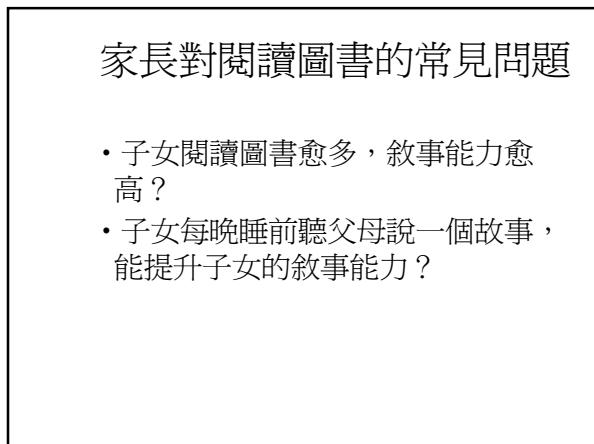 家長對閱讀圖書的常見問題
•子女閱讀圖書愈多，敘事能力愈
高？
•子女每晚睡前聽父母說一個故事，
能提升子女的敘事能力？